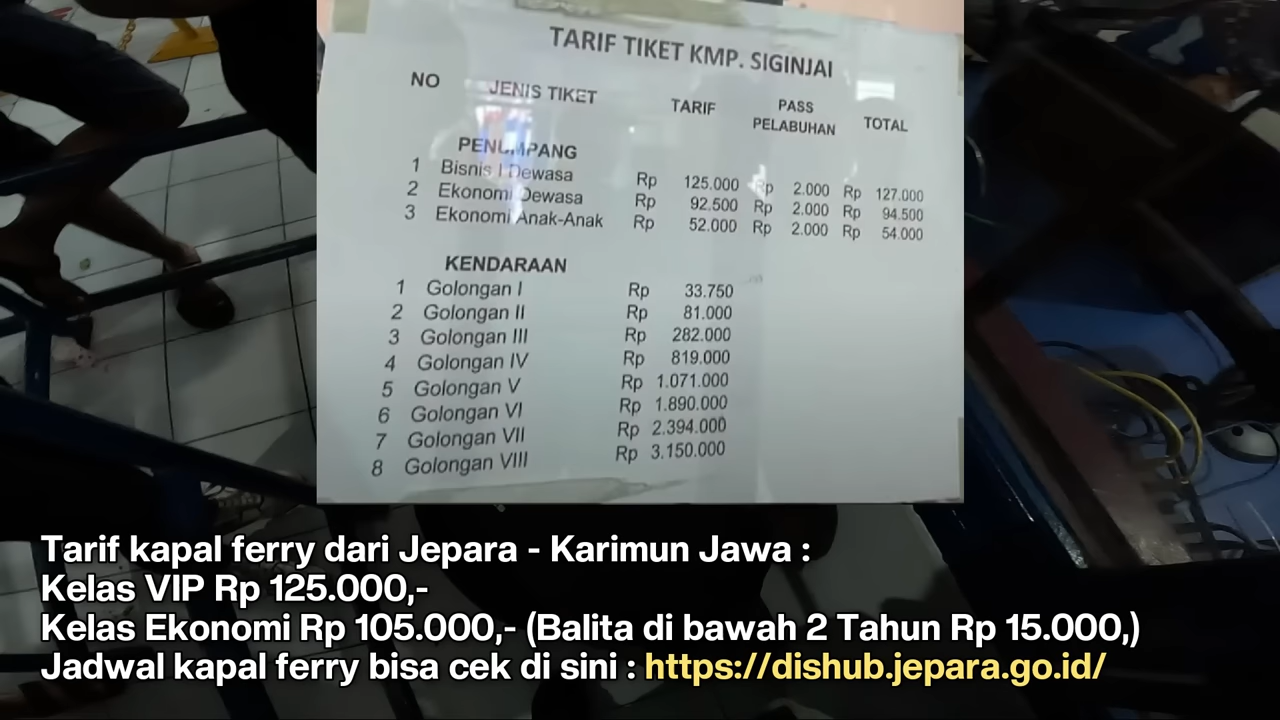 TARIF TIKET KMP. SIGINJAI
NO JENIS TIKET TARIF PASS PELABUHAN TOTAL
PENUMPANG
1 Bisnis I Dewasa Rp 125.000 Rp 2.000 Rp 127.000
2 Ekonomi Dewasa Rp 92.500 Rp 2.000 Rp 94.500
3 Ekonomi Anak-Anak Rp 52.000 Rp 2.000 Rp 54.000
KENDARAAN
1 Golongan I Rp 33.750
2 Golongan II Rp 81.000
3 Golongan III Rp 282.000
4 Golongan IV Rp 819.000
5 Golongan V Rp 1.071.000
6 Golongan VI Rp 1.890.000
7 Golongan VII Rp 2.394.000
8 Golongan VIII Rp 3.150.000
Tarif kapal ferry dari Jepara - Karimun Jawa :
Kelas VIP Rp 125.000,-
Kelas Ekonomi Rp 105.000,- (Balita di bawah 2 Tahun Rp 15.000,)
Jadwal kapal ferry bisa cek di sini : https://dishub.jepara.go.id/